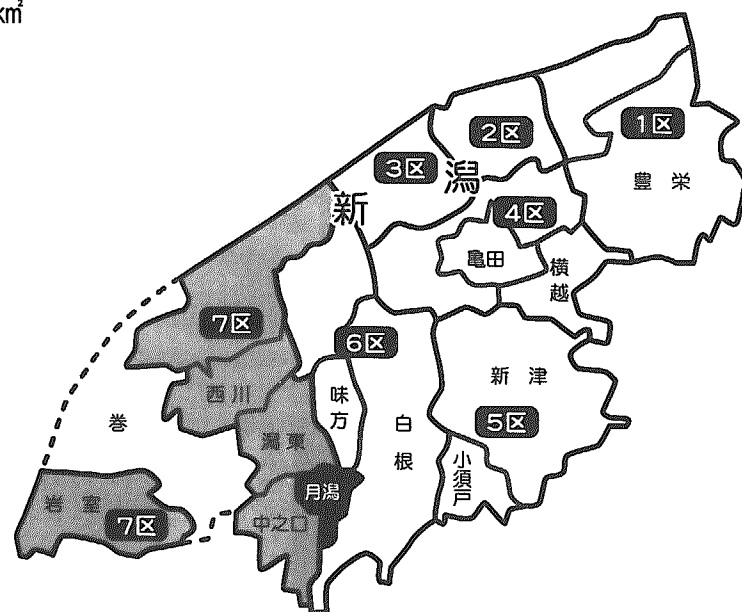 k㎡
1区
2区
3区
新潟
豊栄
4区
亀田
横越
7区
6区
新津
西川
味方
巻
白根
5区
潟東
小須戸
月潟
岩室
7区
中之口